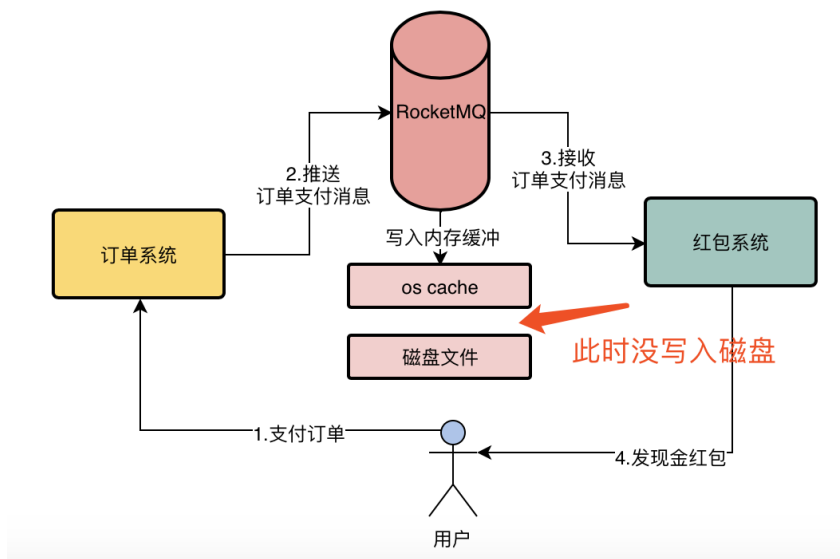 RocketMQ
2.推送
订单支付消息
3.接收
订单支付消息
订单系统
写入内存缓冲
红包系统
os cache
磁盘文件
此时没写入磁盘
1.支付订单
4.发现金红包
用户